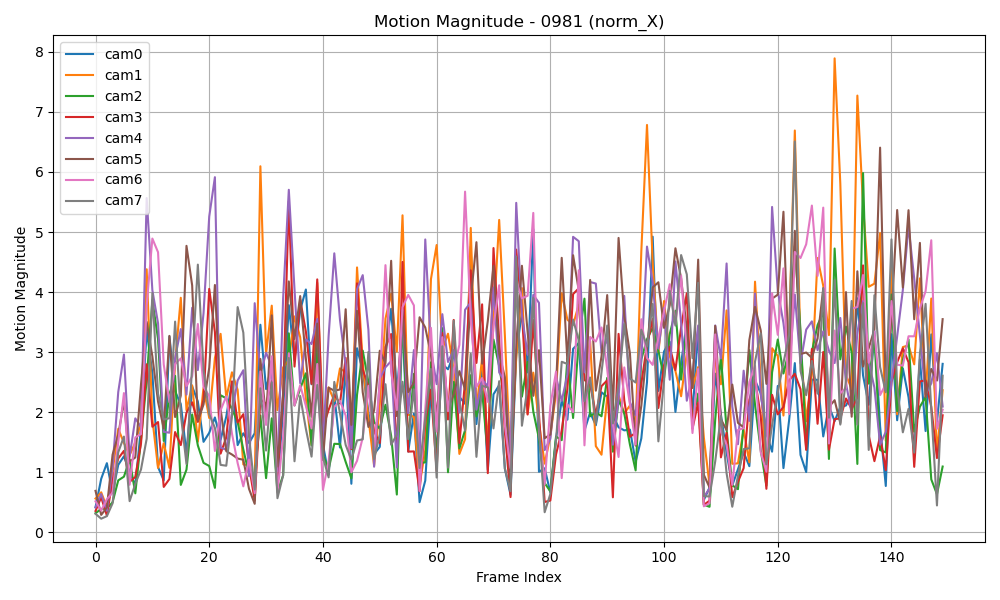 Motion Magnitude - 0981 (norm_X)
Motion Magnitude
8
7
6
5
4
3
2
1
0
cam0
cam1
cam2
cam3
cam4
cam5
cam6
cam7
0 20 40 60 80 100 120 140
Frame Index